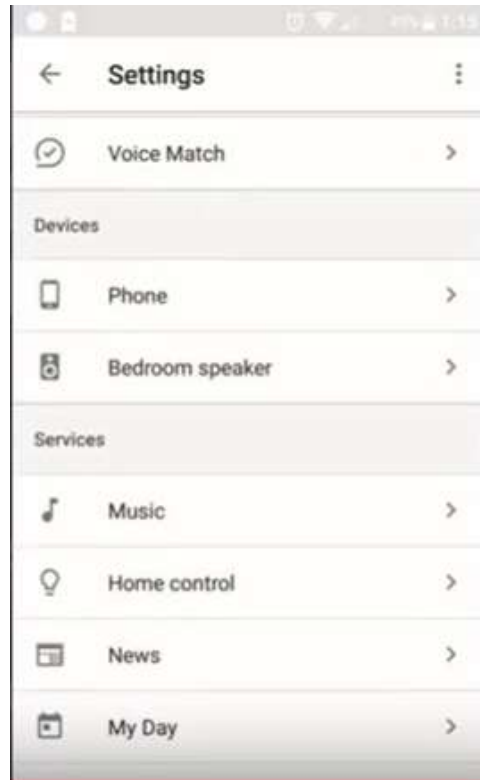 Settings
Voice Match
Devices
Phone
Bedroom speaker
Services
Music
Home control
News
My Day